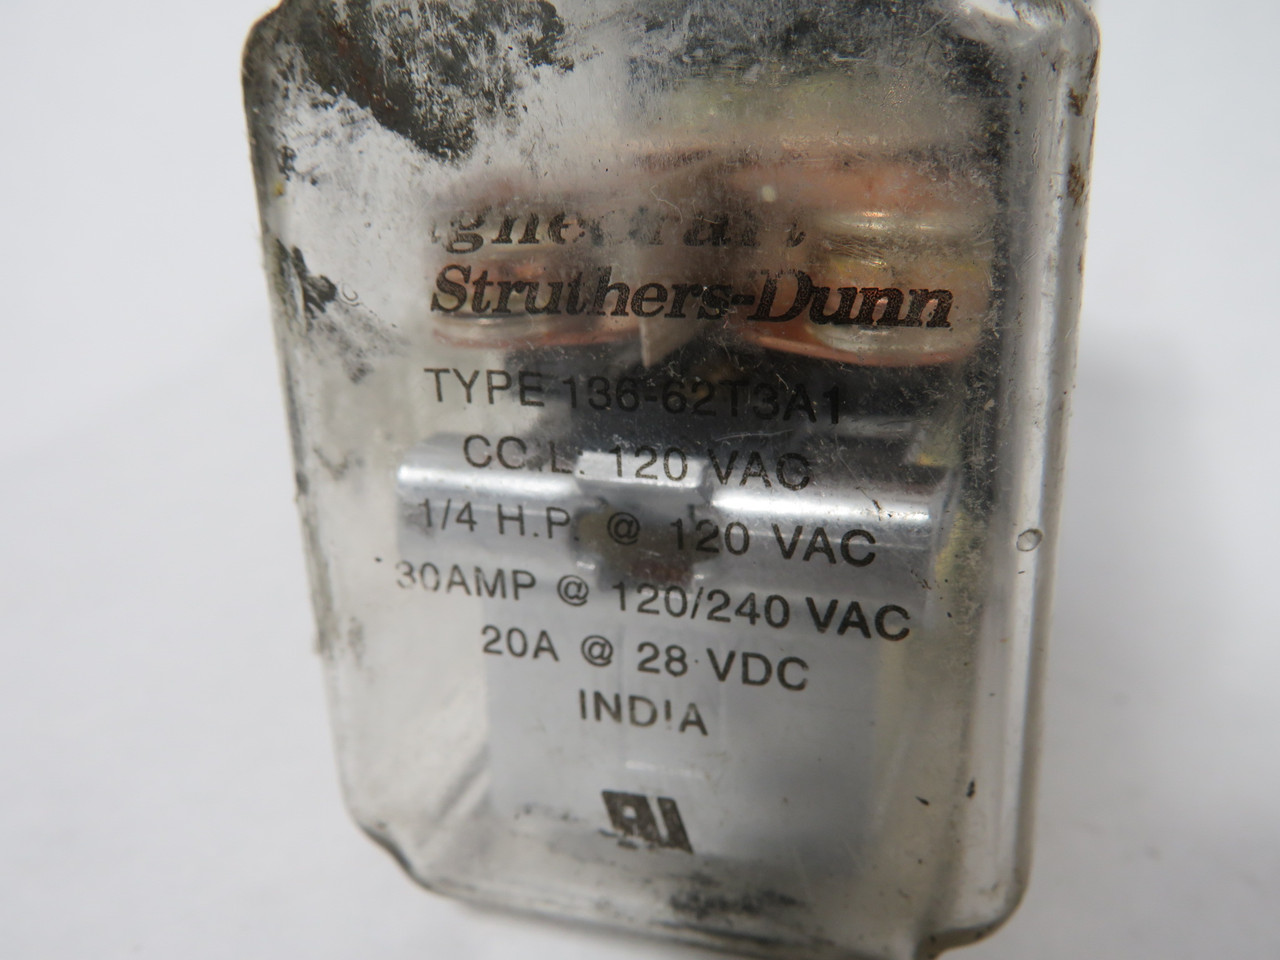 Struthers-Dunn
TYPE 136-62T3A1
COIL 120 VAC
1/4 H.P. @ 120 VAC
30AMP @ 120/240 VAC
20A @ 28 VDC
INDIA